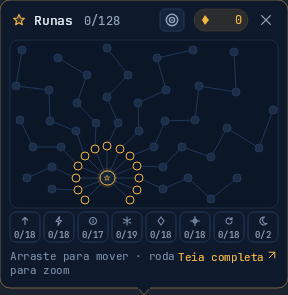 Runas 0/128 0
0/18 0/18 0/17 0/19 0/18 0/18 0/18 0/2
Arraste para mover · roda Teia completa
para zoom